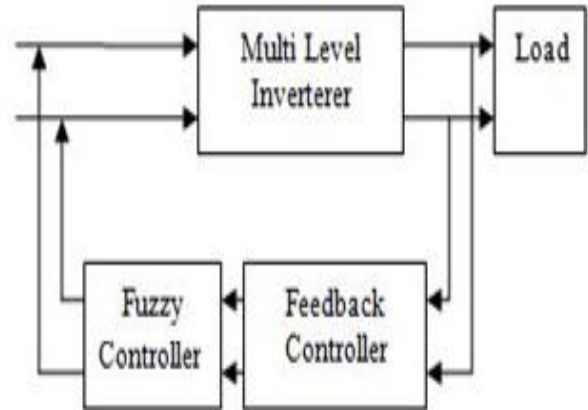 Multi Level
Inverterer
Load
Fuzzy
Controller
Feedback
Controller